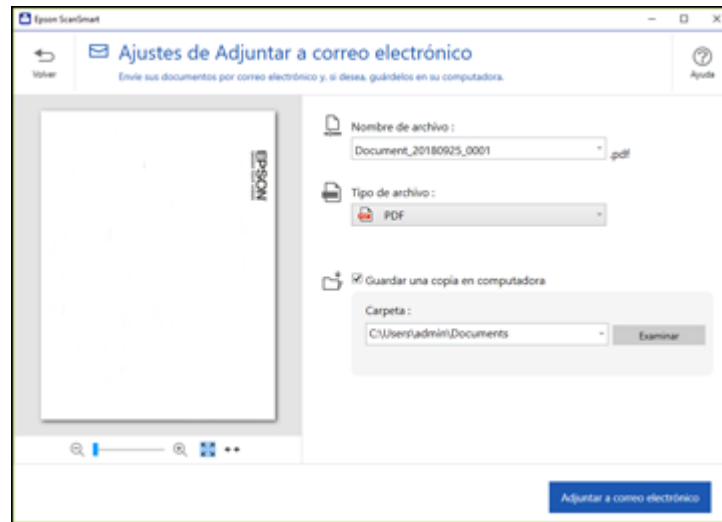 Epson ScanSmart
Volver
Ajustes de Adjuntar a correo electrónico
Envíe sus documentos por correo electrónico y, si desea, guárdelos en su computadora.
Ayuda
EPSON
Nombre de archivo :
Document_20180925_0001
.pdf
Tipo de archivo :
PDF
Guardar una copia en computadora
Carpeta :
C:\Users\admin\Documents
Examinar
Adjuntar a correo electrónico